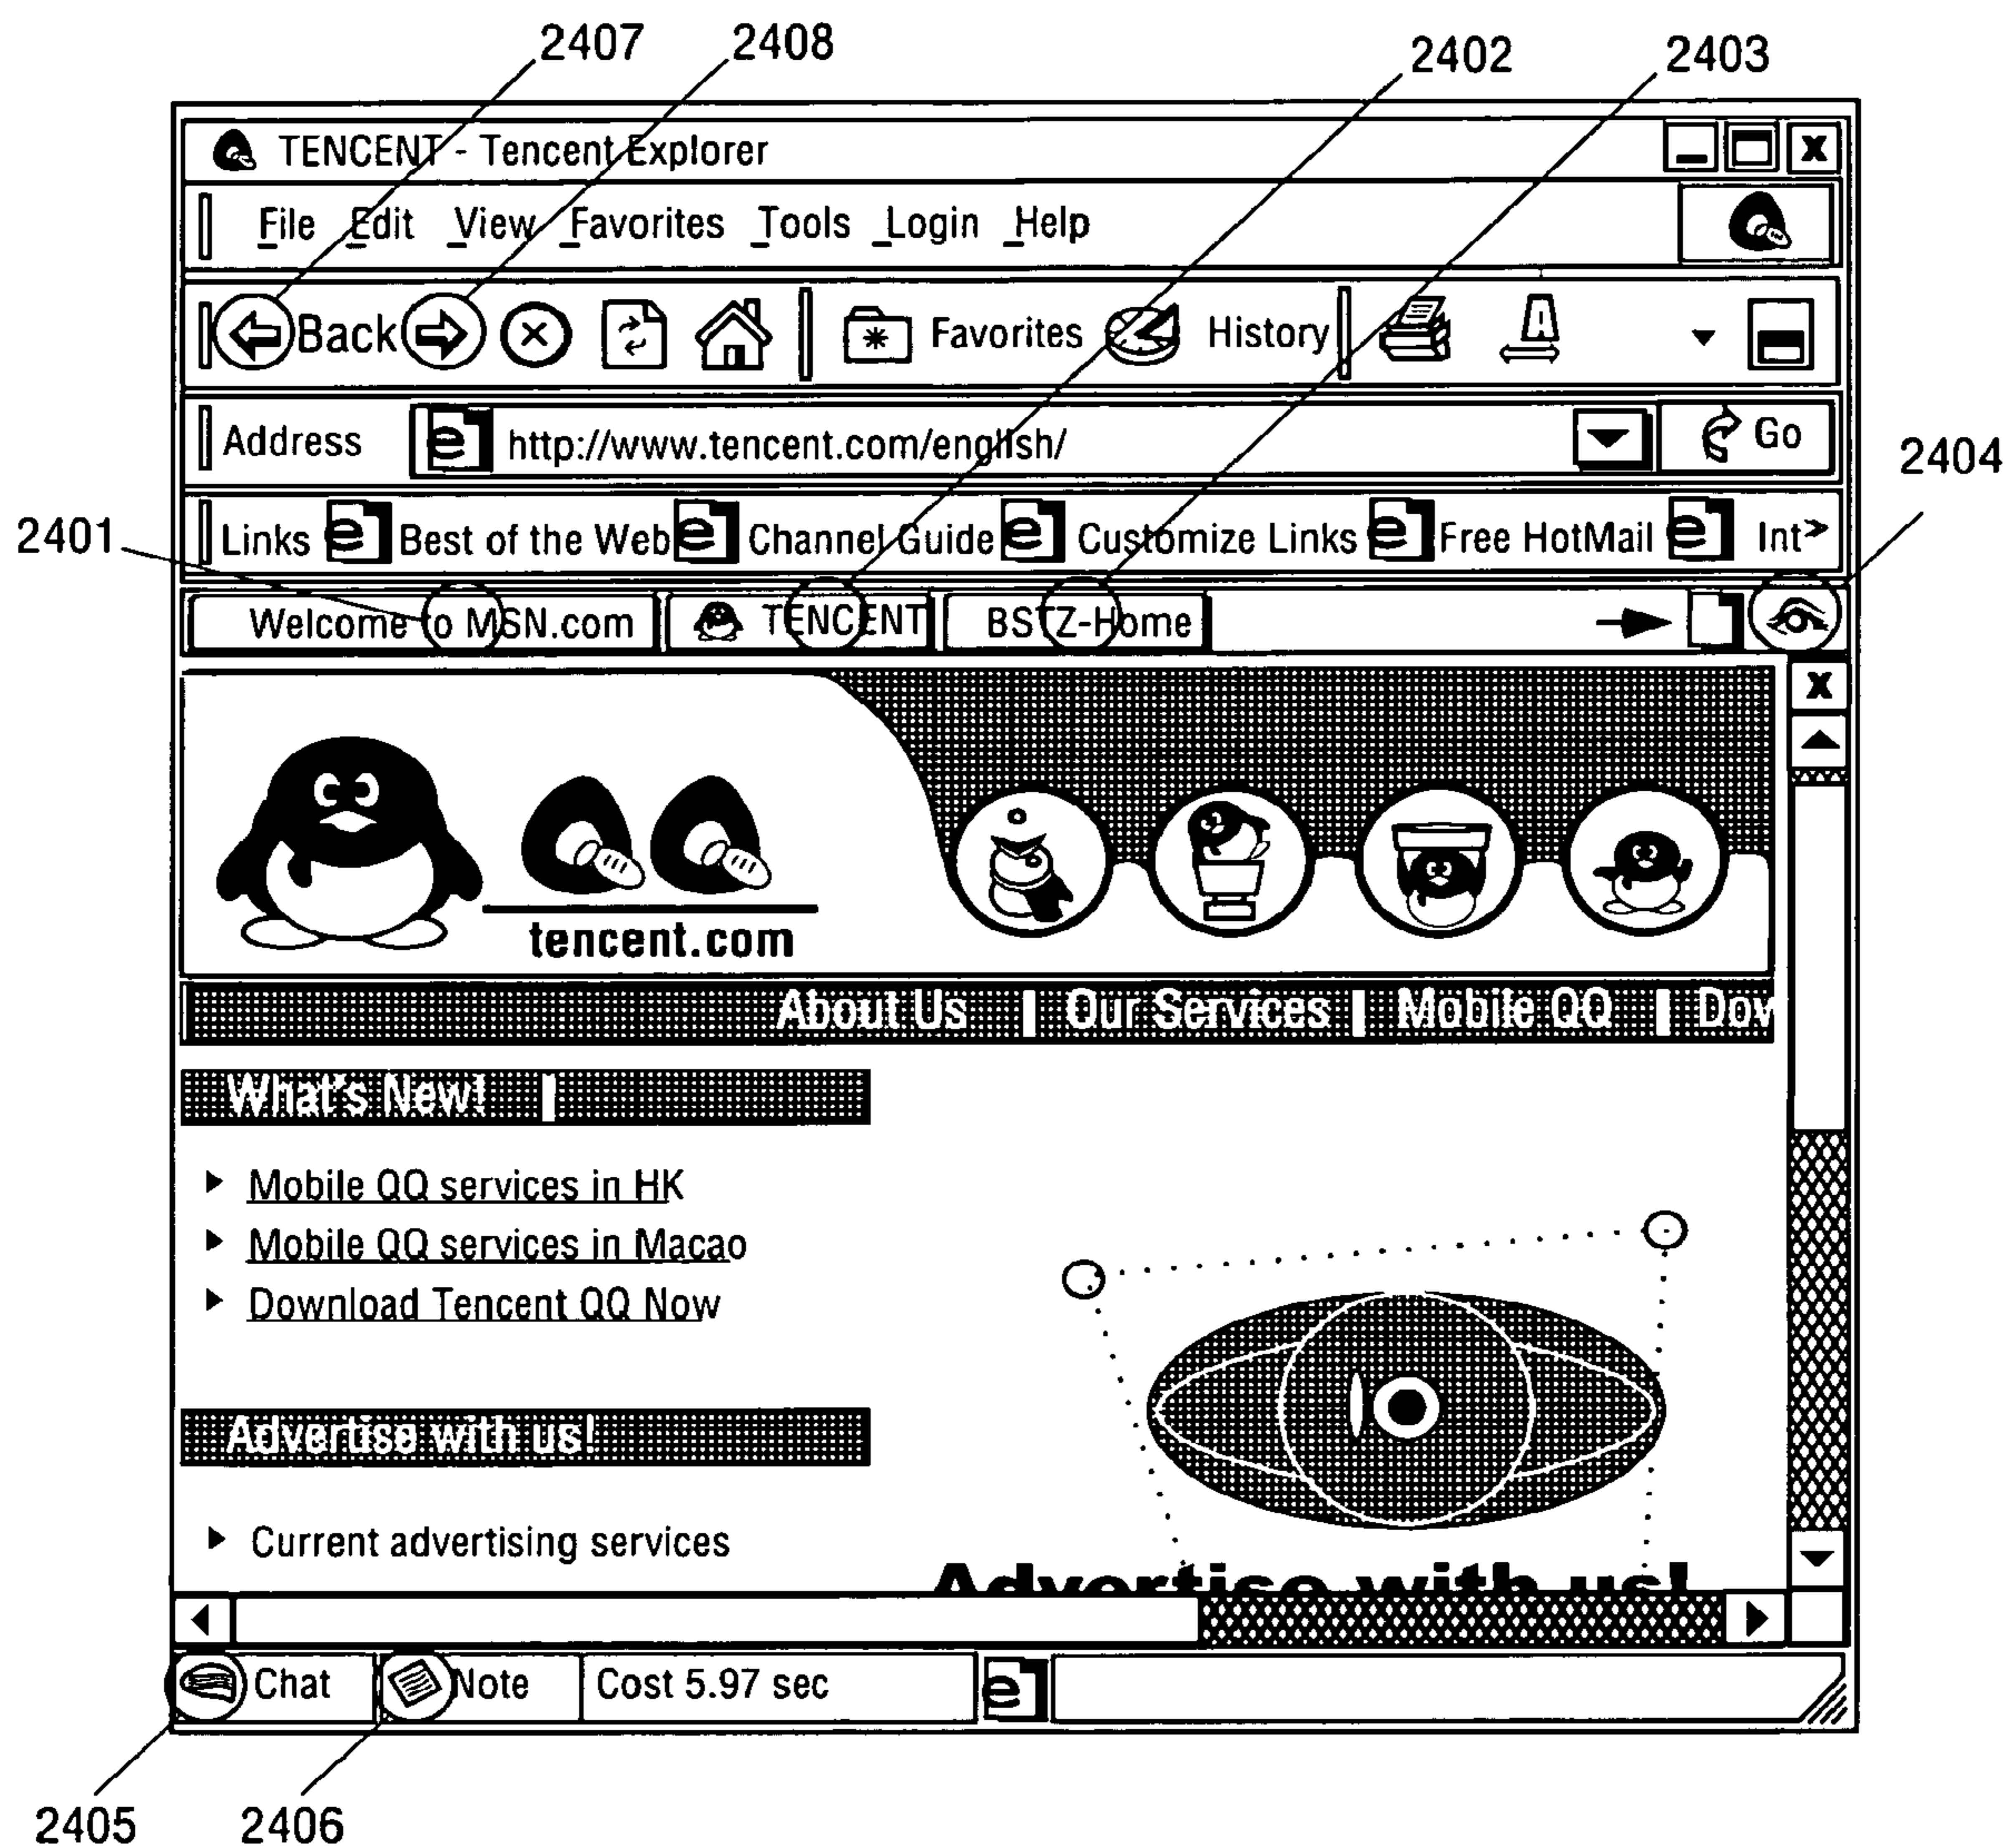 2407 2408 2402 2403
TENCENT - Tencent Explorer
File Edit View Favorites Tools Login Help
Back Favorites History
Address http://www.tencent.com/english/ Go
2404
2401
Links Best of the Web Channel Guide Customize Links Free HotMail Int>
Welcome to MSN.com TENCENT BSTZ-Home
tencent.com
About Us | Our Services | Mobile QQ | Dow
What's New!
Mobile QQ services in HK
Mobile QQ services in Macao
Download Tencent QQ Now
Advertise with us!
Current advertising services
Advertise with us!
Chat Note Cost 5.97 sec
2405 2406